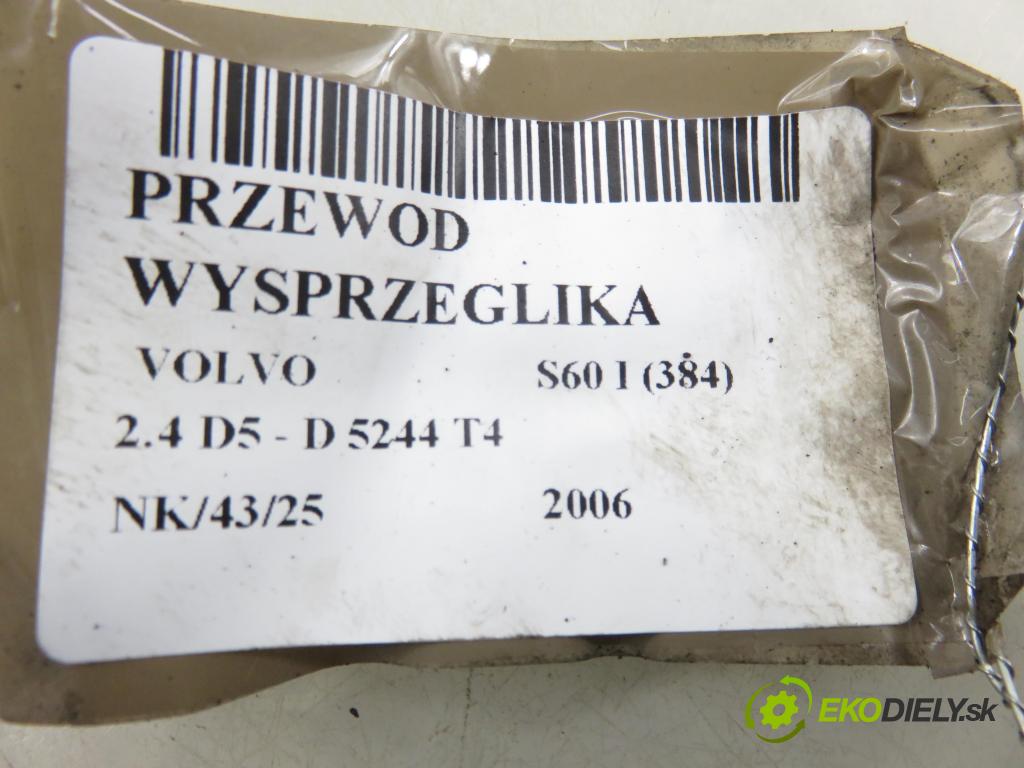 PRZEWOD
WYSPRZEGLIKA
VOLVO S60 I (384)
2.4 D5 - D 5244 T4
NK/43/25 2006
EKODIELY.sk